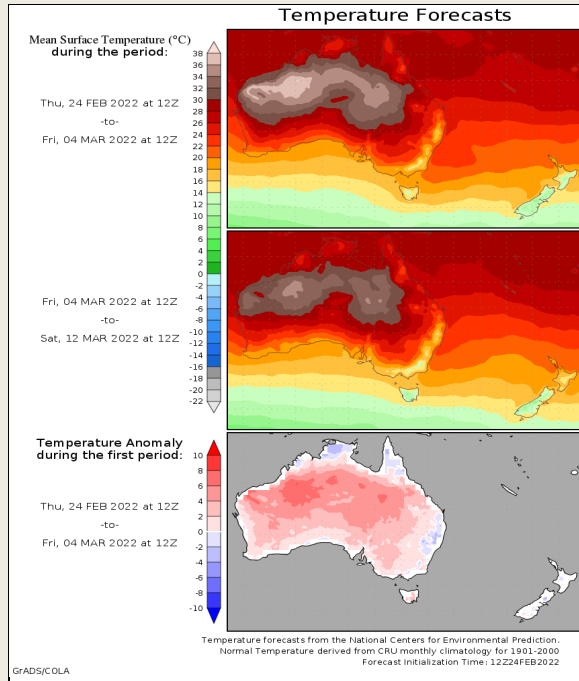 Temperature Forecasts
Mean Surface Temperature (°C)
during the period:
Thu, 24 FEB 2022 at 12Z
-to-
Fri, 04 MAR 2022 at 12Z
38
36
34
32
30
28
26
24
22
20
18
16
14
12
10
8
6
4
2
0
-2
-4
-6
-8
-10
-12
-14
-16
-18
-20
-22
Fri, 04 MAR 2022 at 12Z
-to-
Sat, 12 MAR 2022 at 12Z
Temperature Anomaly
during the first period:
Thu, 24 FEB 2022 at 12Z
-to-
Fri, 04 MAR 2022 at 12Z
10
8
6
4
2
0
-2
-4
-6
-8
-10
Temperature forecasts from the National Centers for Environmental Prediction.
Normal Temperature derived from CRU monthly climatology for 1901-2000
Forecast Initialization Time: 12Z24FEB2022
GrADS/COLA